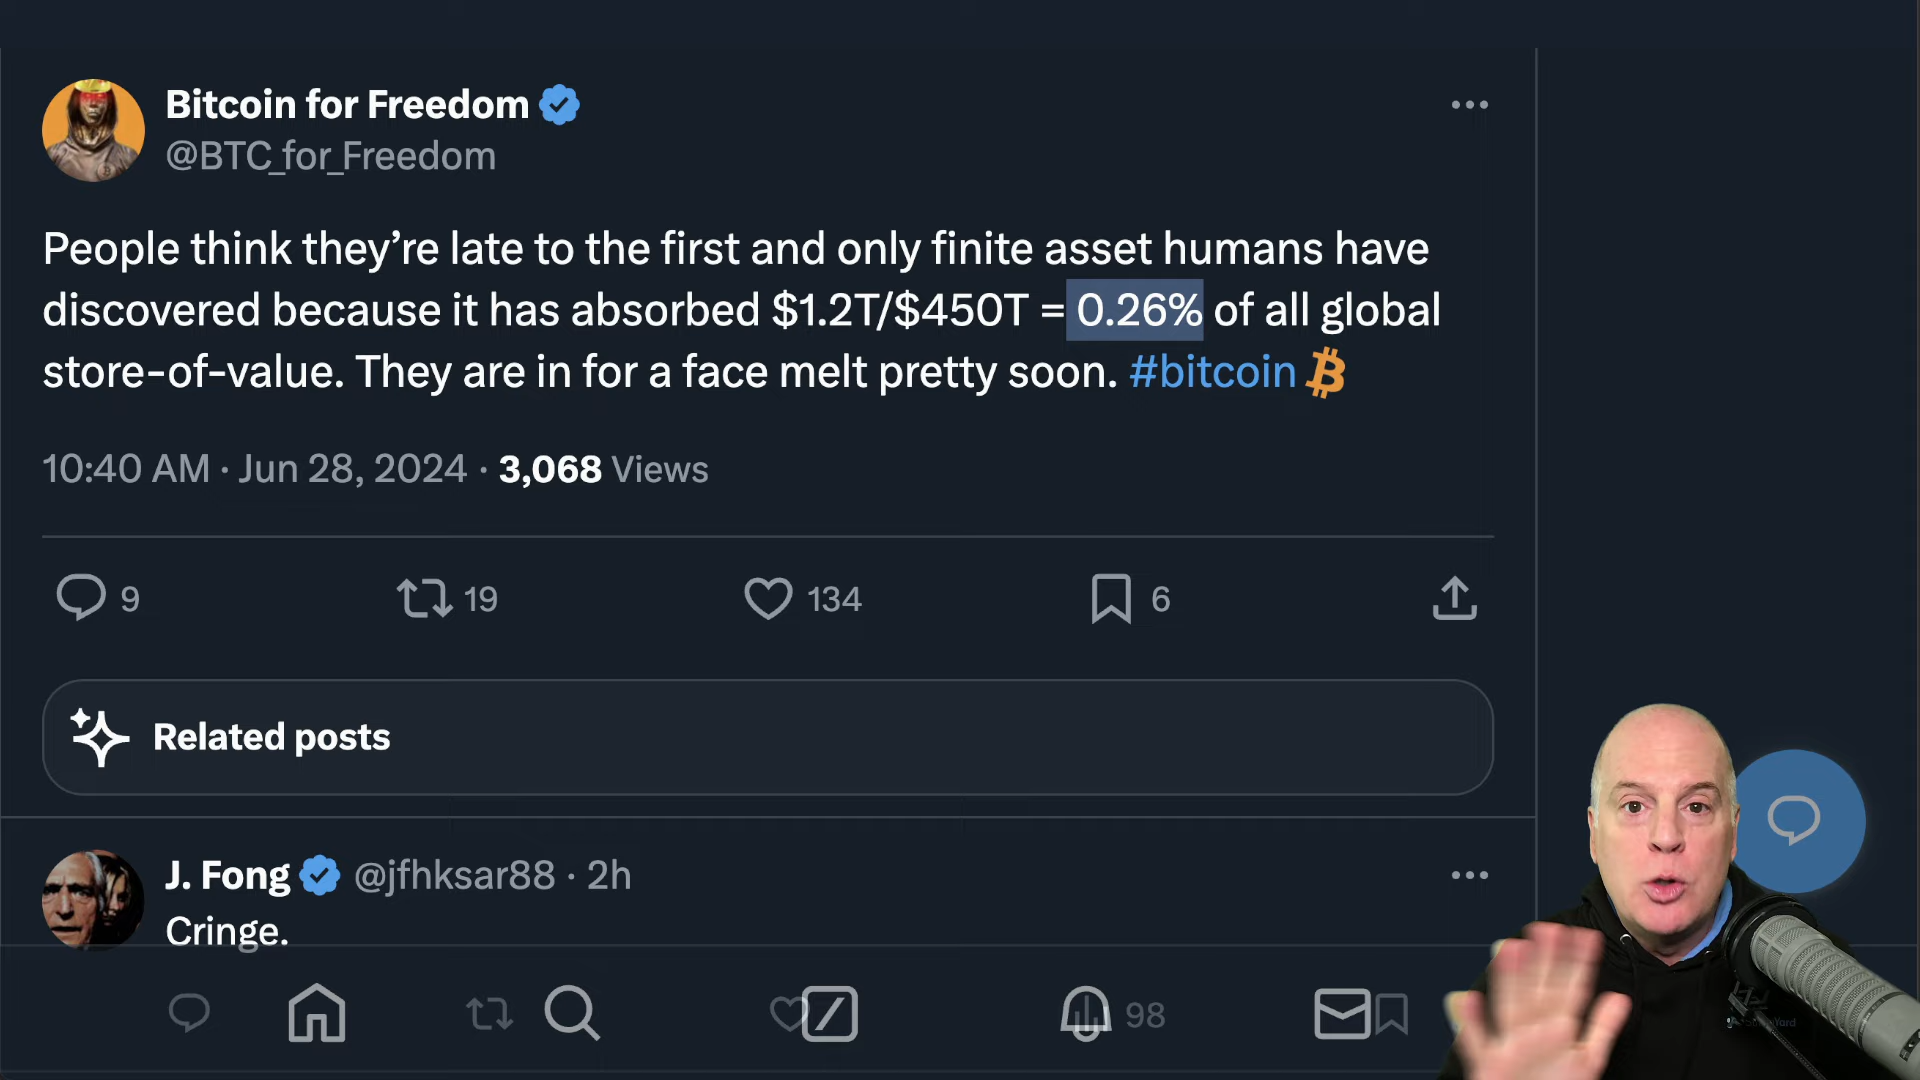 Bitcoin for Freedom
@BTC_for_Freedom
People think they’re late to the first and only finite asset humans have
discovered because it has absorbed $1.2T/$450T = 0.26% of all global
store-of-value. They are in for a face melt pretty soon. #bitcoin
10:40 AM · Jun 28, 2024 · 3,068 Views
9 19 134 6
Related posts
J. Fong @jfhksar88 · 2h
Cringe.
98